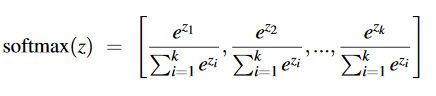 softmax(z) = [ e^{z_1} / ∑_{i=1}^{k} e^{z_i} , e^{z_2} / ∑_{i=1}^{k} e^{z_i} , ..., e^{z_k} / ∑_{i=1}^{k} e^{z_i} ]